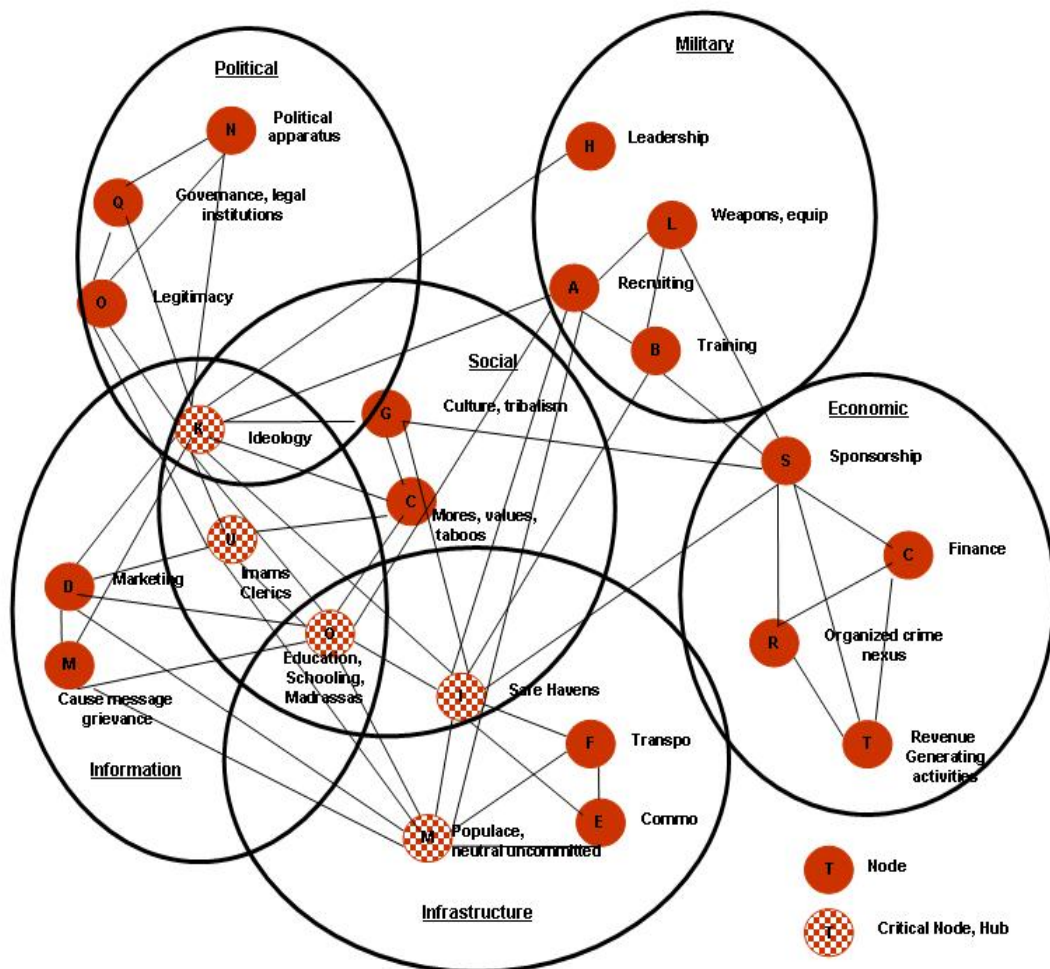 Political
Military
N
Political
apparatus
H
Leadership
Q
Governance, legal
institutions
L
Weapons, equip
O
Legitimacy
A
Recruiting
B
Training
Social
G
Culture, tribalism
Economic
K
Ideology
S
Sponsorship
C
Mores, values,
taboos
U
Imams
Clerics
C
Finance
D
Marketing
O
Education,
Schooling,
Madrassas
R
Organized crime
nexus
M
Cause message
grievance
Safe Havens
F
Transpo
T
Revenue
Generating
activities
Information
M
Populace,
neutral uncommitted
E
Commo
Infrastructure
T
Node
T
Critical Node, Hub